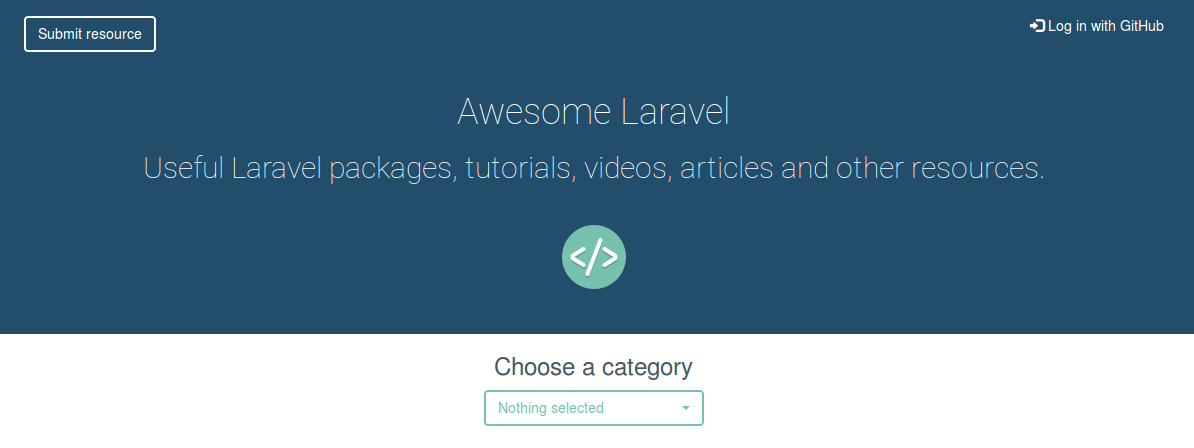 Submit resource
Log in with GitHub
Awesome Laravel
Useful Laravel packages, tutorials, videos, articles and other resources.
</>
Choose a category
Nothing selected